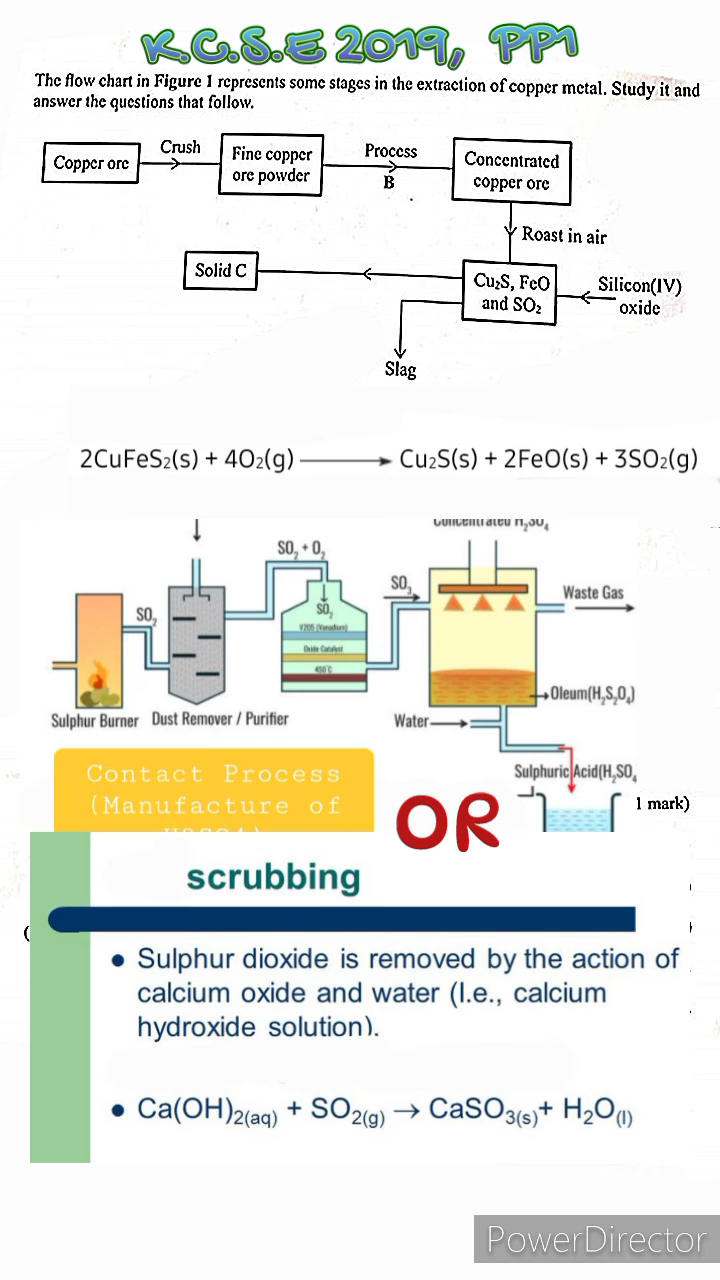 K.C.S.E 2019, PP1
The flow chart in Figure 1 represents some stages in the extraction of copper metal. Study it and
answer the questions that follow.
Copper ore
Crush
Fine copper
ore powder
Process
B
Concentrated
copper ore
Roast in air
Solid C
Cu₂S, FeO
and SO₂
Silicon(IV)
oxide
Slag
2CuFeS₂(s) + 4O₂(g) ⟶ Cu₂S(s) + 2FeO(s) + 3SO₂(g)
Concentrated H₂SO₄
SO₂ + O₂
SO₂
SO₂
V2O5 (Vanadium)
Oxide Catalyst
450°C
SO₃
Waste Gas
Oleum(H₂S₂O₇)
Sulphur Burner
Dust Remover / Purifier
Water
Sulphuric Acid(H₂SO₄
Contact Process
(Manufacture of
OR
1 mark)
scrubbing
(
• Sulphur dioxide is removed by the action of
calcium oxide and water (I.e., calcium
hydroxide solution).
• Ca(OH)₂(aq) + SO₂(g) → CaSO₃(s)+ H₂O(l)
PowerDirector